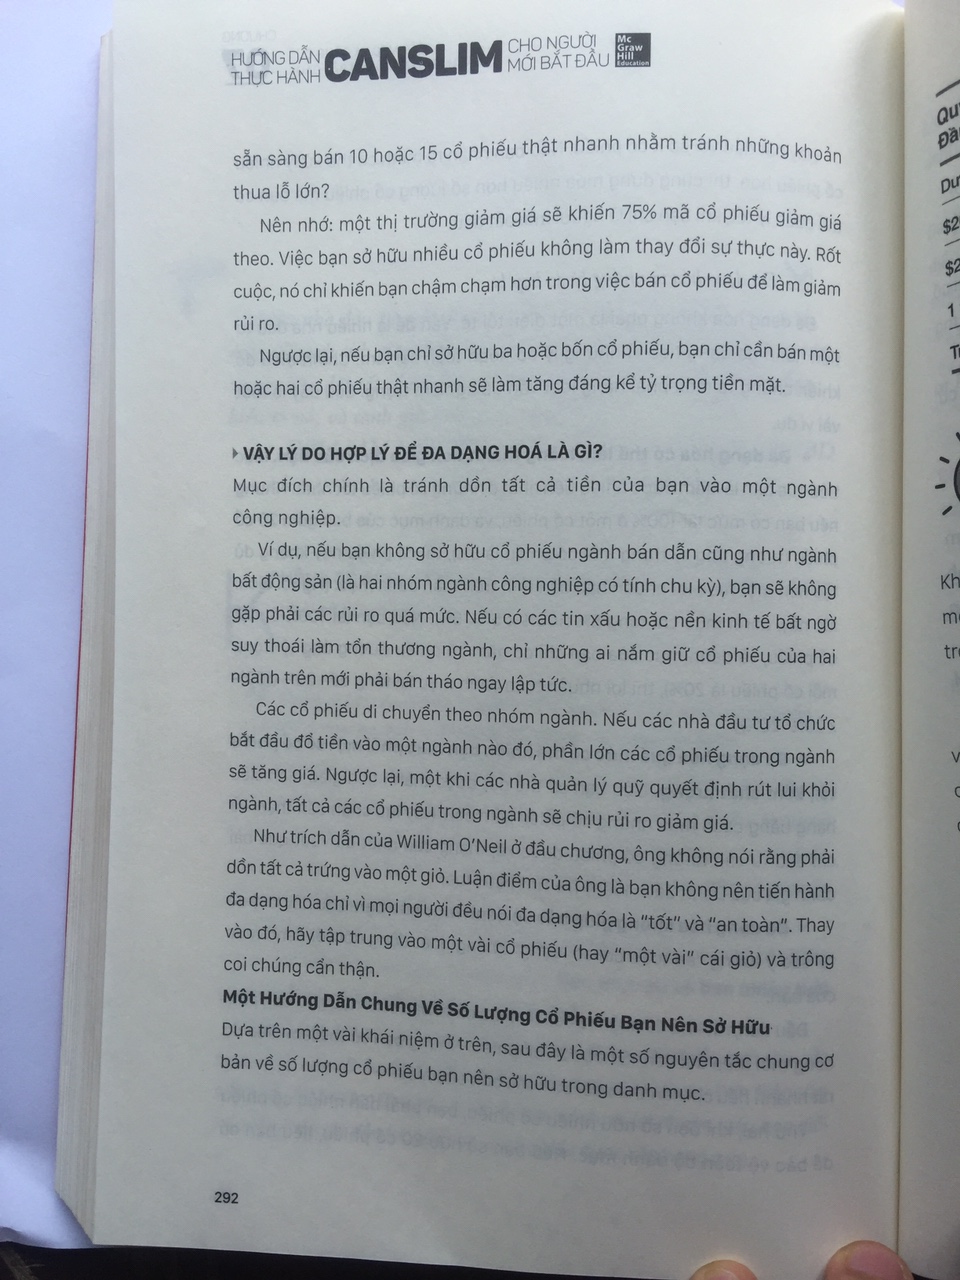 HƯỚNG DẪN
THỰC HÀNH
CANSLIM
CHO NGƯỜI
MỚI BẮT ĐẦU
Mc
Graw
Hill
Education
sẵn sàng bán 10 hoặc 15 cổ phiếu thật nhanh nhằm tránh những khoản
thua lỗ lớn?
Nên nhớ: một thị trường giảm giá sẽ khiến 75% mã cổ phiếu giảm giá
theo. Việc bạn sở hữu nhiều cổ phiếu không làm thay đổi sự thực này. Rốt
cuộc, nó chỉ khiến bạn chậm chạm hơn trong việc bán cổ phiếu để làm giảm
rủi ro.
Ngược lại, nếu bạn chỉ sở hữu ba hoặc bốn cổ phiếu, bạn chỉ cần bán một
hoặc hai cổ phiếu thật nhanh sẽ làm tăng đáng kể tỷ trọng tiền mặt.
VẬY LÝ DO HỢP LÝ ĐỂ ĐA DẠNG HOÁ LÀ GÌ?
Mục đích chính là tránh dồn tất cả tiền của bạn vào một ngành
công nghiệp.
Ví dụ, nếu bạn không sở hữu cổ phiếu ngành bán dẫn cũng như ngành
bất động sản (là hai nhóm ngành công nghiệp có tính chu kỳ), bạn sẽ không
gặp phải các rủi ro quá mức. Nếu có các tin xấu hoặc nền kinh tế bất ngờ
suy thoái làm tổn thương ngành, chỉ những ai nắm giữ cổ phiếu của hai
ngành trên mới phải bán tháo ngay lập tức.
Các cổ phiếu di chuyển theo nhóm ngành. Nếu các nhà đầu tư tổ chức
bắt đầu đổ tiền vào một ngành nào đó, phần lớn các cổ phiếu trong ngành
sẽ tăng giá. Ngược lại, một khi các nhà quản lý quỹ quyết định rút lui khỏi
ngành, tất cả các cổ phiếu trong ngành sẽ chịu rủi ro giảm giá.
Như trích dẫn của William O'Neil ở đầu chương, ông không nói rằng phải
dồn tất cả trứng vào một giỏ. Luận điểm của ông là bạn không nên tiến hành
đa dạng hóa chỉ vì mọi người đều nói đa dạng hóa là "tốt" và "an toàn". Thay
vào đó, hãy tập trung vào một vài cổ phiếu (hay "một vài" cái giỏ) và trông
coi chúng cẩn thận.
Một Hướng Dẫn Chung Về Số Lượng Cổ Phiếu Bạn Nên Sở Hữu
Dựa trên một vài khái niệm ở trên, sau đây là một số nguyên tắc chung cơ
bản về số lượng cổ phiếu bạn nên sở hữu trong danh mục.
292